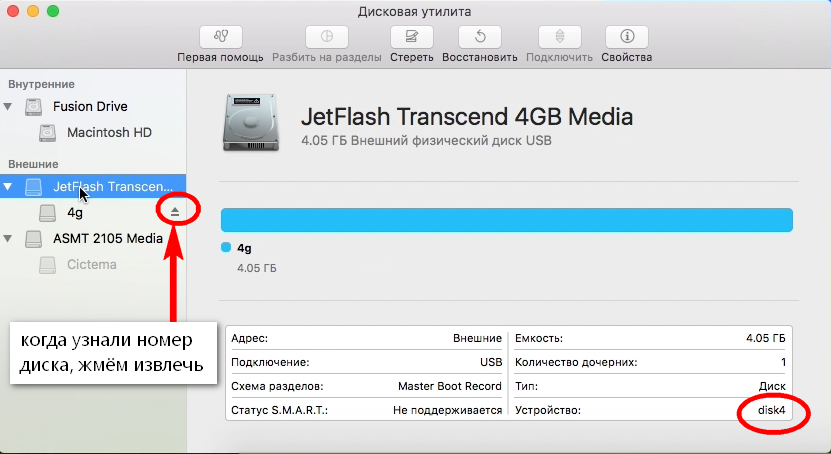 Дисковая утилита
Первая помощь
Разбить на разделы
Стереть
Восстановить
Подключить
Свойства
Внутренние
Fusion Drive
Macintosh HD
Внешние
JetFlash Transcen...
4g
ASMT 2105 Media
Cictema
JetFlash Transcend 4GB Media
4.05 ГБ Внешний физический диск USB
4g
4.05 ГБ
когда узнали номер
диска, жмём извлечь
Адрес: Внешние
Подключение: USB
Схема разделов: Master Boot Record
Статус S.M.A.R.T.: Не поддерживается
Емкость: 4.05 ГБ
Количество дочерних: 1
Тип: Диск
Устройство: disk4